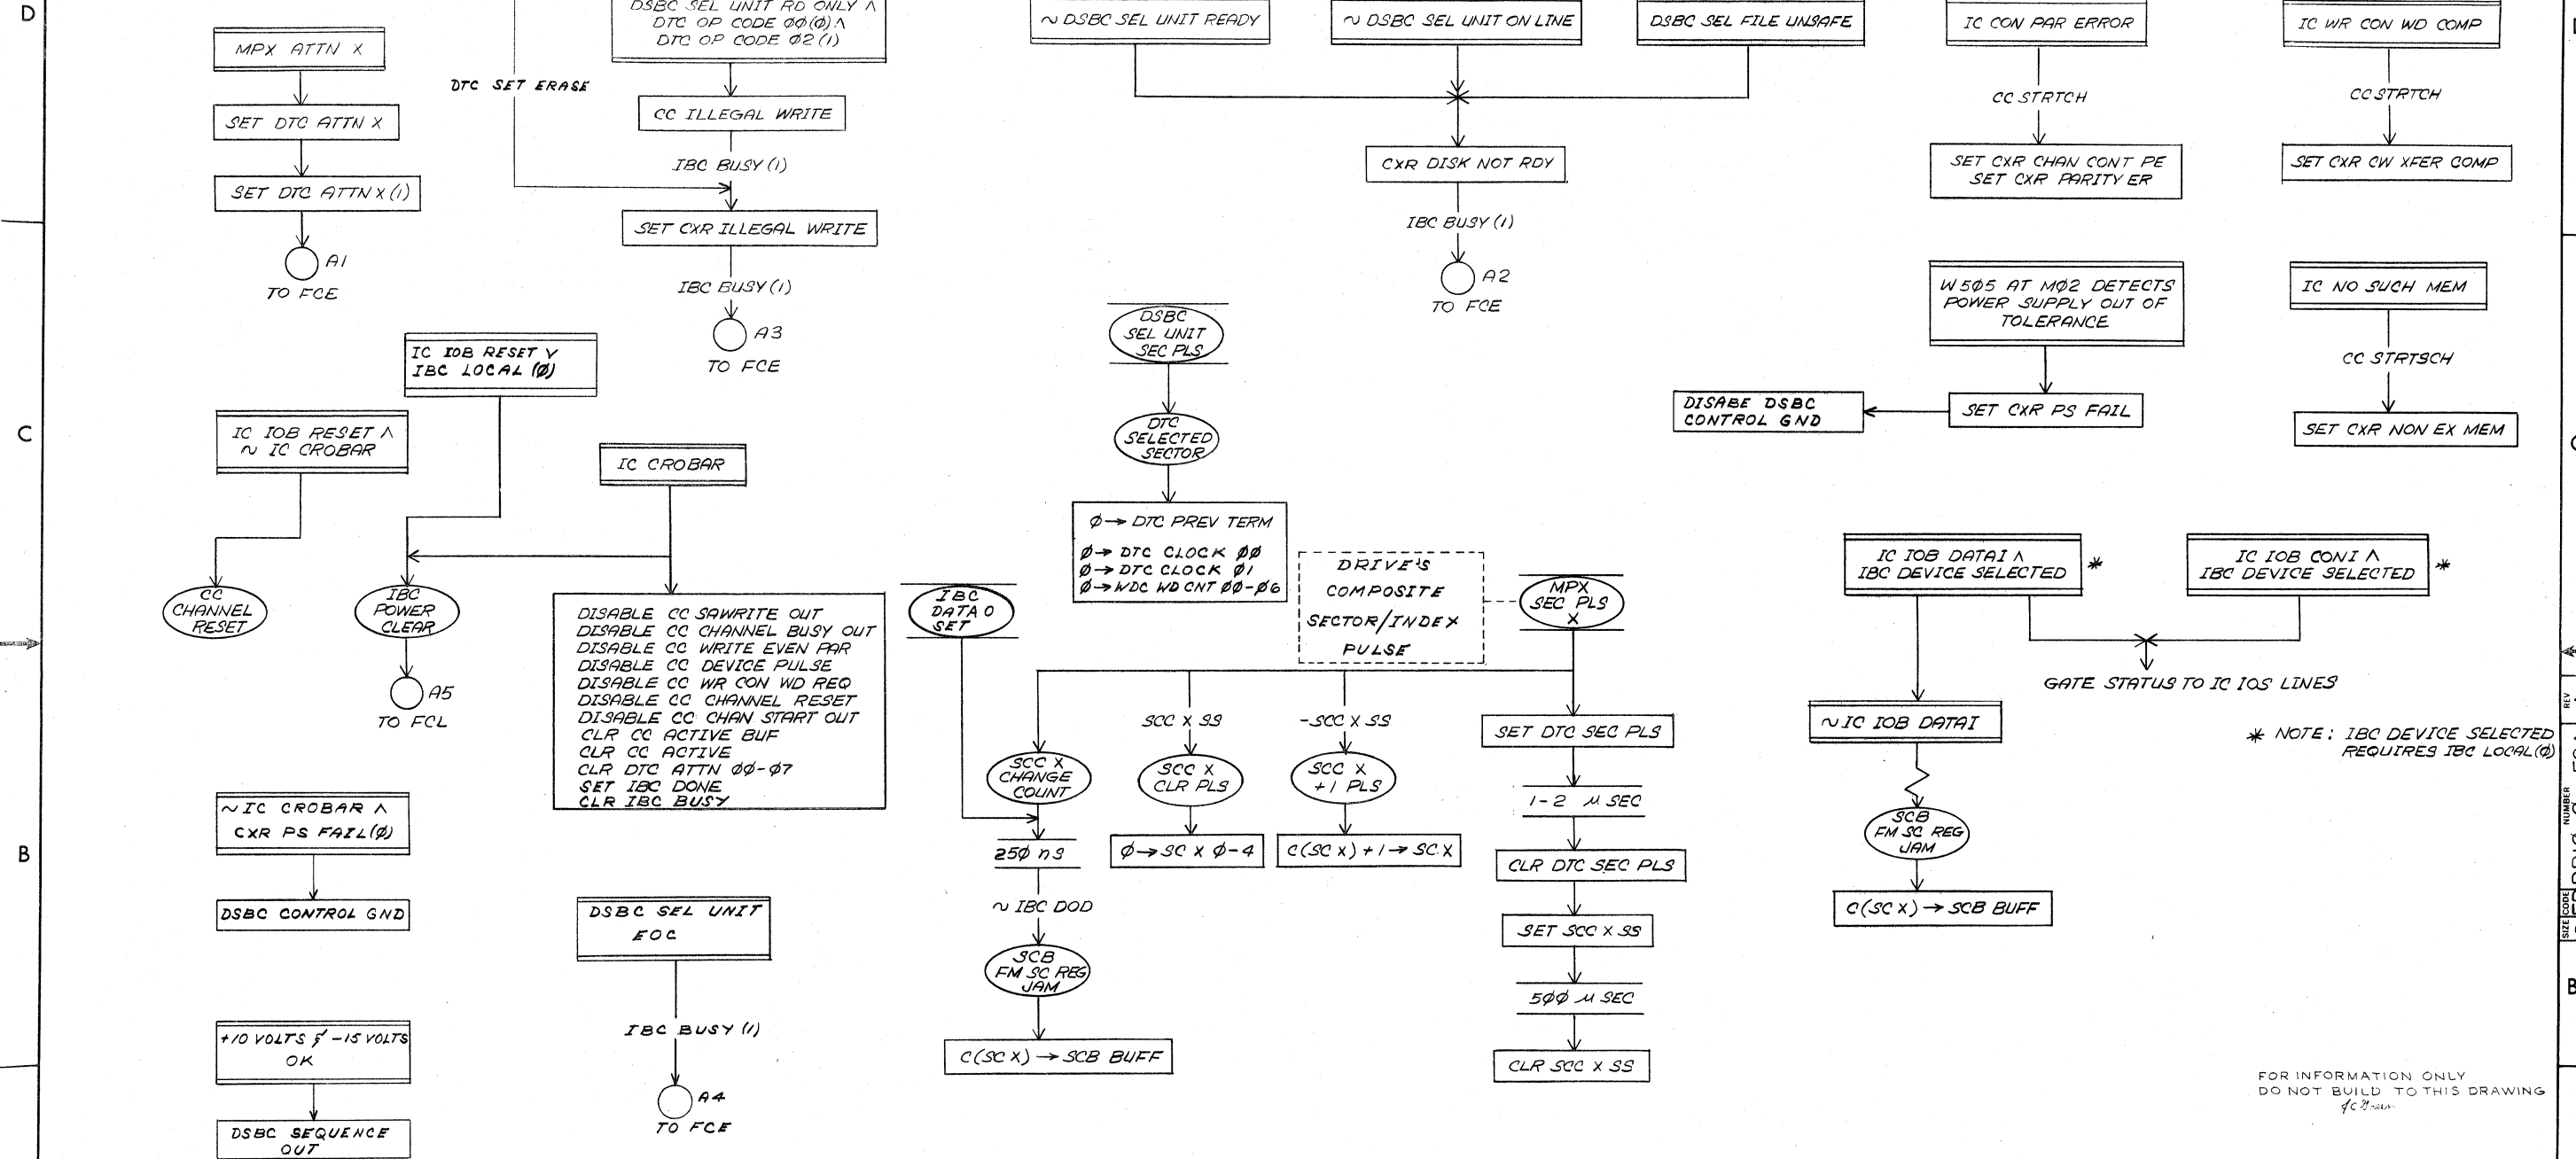 D
MPX ATTN X
SET DTC ATTN X
SET DTC ATTN X (1)
A1
TO FCE
DTC SET ERASE
DSBC SEL UNIT RD ONLY ∧
DTC OP CODE ØØ(Ø) ∧
DTC OP CODE Ø2 (1)
CC ILLEGAL WRITE
IBC BUSY (1)
SET CXR ILLEGAL WRITE
IBC BUSY (1)
A3
TO FCE
~ DSBC SEL UNIT READY
~ DSBC SEL UNIT ON LINE
DSBC SEL FILE UNSAFE
CXR DISK NOT RDY
IBC BUSY (1)
A2
TO FCE
IC CON PAR ERROR
CC STRTCH
SET CXR CHAN CONT PE
SET CXR PARITY ER
IC WR CON WD COMP
CC STRTCH
SET CXR CW XFER COMP
W5Ø5 AT MØ2 DETECTS
POWER SUPPLY OUT OF
TOLERANCE
SET CXR PS FAIL
DISABE DSBC
CONTROL GND
IC NO SUCH MEM
CC STRTSCH
SET CXR NON EX MEM
C
IC IOB RESET ∨
IBC LOCAL (Ø)
IC IOB RESET ∧
~ IC CROBAR
IC CROBAR
CC
CHANNEL
RESET
IBC
POWER
CLEAR
A5
TO FCL
DISABLE CC SAWRITE OUT
DISABLE CC CHANNEL BUSY OUT
DISABLE CC WRITE EVEN PAR
DISABLE CC DEVICE PULSE
DISABLE CC WR CON WD REQ
DISABLE CC CHANNEL RESET
DISABLE CC CHAN START OUT
CLR CC ACTIVE BUF
CLR CC ACTIVE
CLR DTC ATTN ØØ-Ø7
SET IBC DONE
CLR IBC BUSY
DSBC
SEL UNIT
SEC PLS
DTC
SELECTED
SECTOR
Ø → DTC PREV TERM
Ø → DTC CLOCK ØØ
Ø → DTC CLOCK Ø1
Ø → WDC WD CNT ØØ-Ø6
DRIVE'S
COMPOSITE
SECTOR/INDEX
PULSE
MPX
SEC PLS
X
IBC
DATA O
SET
SCC X
CHANGE
COUNT
25Ø ns
~ IBC DOD
SCB
FM SC REG
JAM
C(SC X) → SCB BUFF
SCC X SS
SCC X
CLR PLS
Ø → SC X Ø-4
-SCC X SS
SCC X
+1 PLS
C(SC X) + 1 → SC X
SET DTC SEC PLS
1-2 μ SEC
CLR DTC SEC PLS
SET SCC X SS
5ØØ μ SEC
CLR SCC X SS
IC IOB DATAI ∧
IBC DEVICE SELECTED
*
IC IOB CONI ∧
IBC DEVICE SELECTED
*
GATE STATUS TO IC IOS LINES
~ IC IOB DATAI
SCB
FM SC REG
JAM
C(SC X) → SCB BUFF
* NOTE: IBC DEVICE SELECTED
REQUIRES IBC LOCAL (Ø)
B
~ IC CROBAR ∧
CXR PS FAIL (Ø)
DSBC CONTROL GND
+10 VOLTS & -15 VOLTS
OK
DSBC SEQUENCE
OUT
DSBC SEL UNIT
EOC
IBC BUSY (1)
A4
TO FCE
REV
NUMBER
SIZE CODE
B
FOR INFORMATION ONLY
DO NOT BUILD TO THIS DRAWING